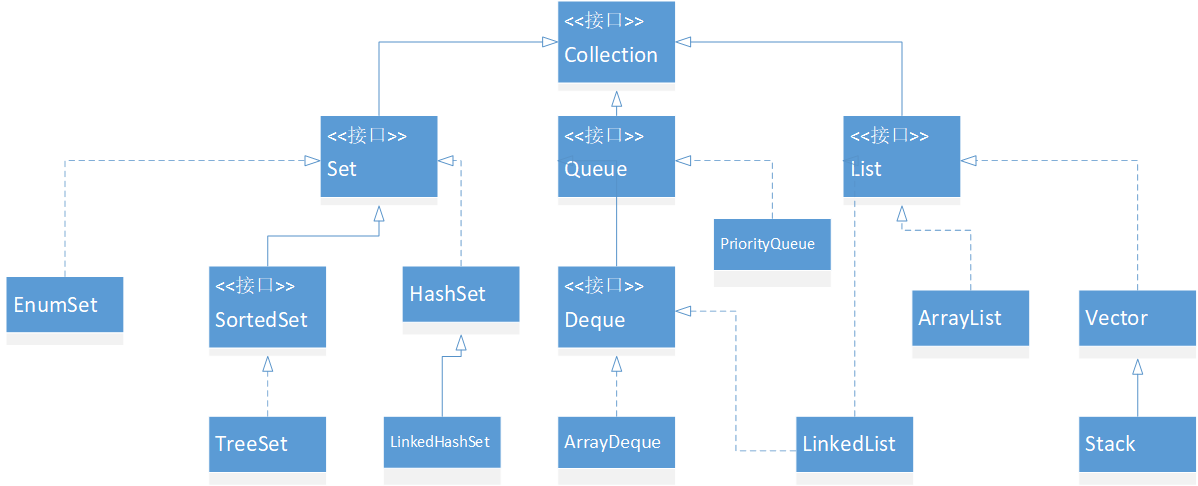 <<接口>>
Collection
<<接口>>
Set
<<接口>>
Queue
<<接口>>
List
PriorityQueue
EnumSet
<<接口>>
SortedSet
HashSet
<<接口>>
Deque
ArrayList
Vector
TreeSet
LinkedHashSet
ArrayDeque
LinkedList
Stack